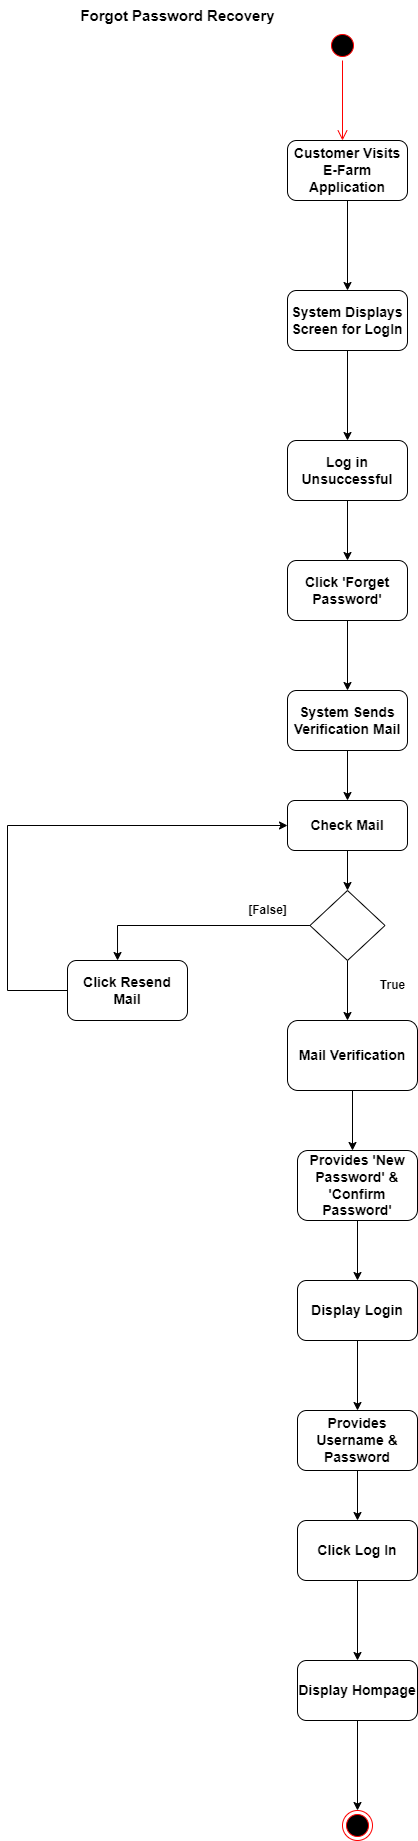 Forgot Password Recovery
Customer Visits
E-Farm
Application
System Displays
Screen for LogIn
Log in
Unsuccessful
Click 'Forget
Password'
System Sends
Verification Mail
Check Mail
[False]
Click Resend
Mail
True
Mail Verification
Provides 'New
Password' &
'Confirm
Password'
Display Login
Provides
Username &
Password
Click Log In
Display Hompage